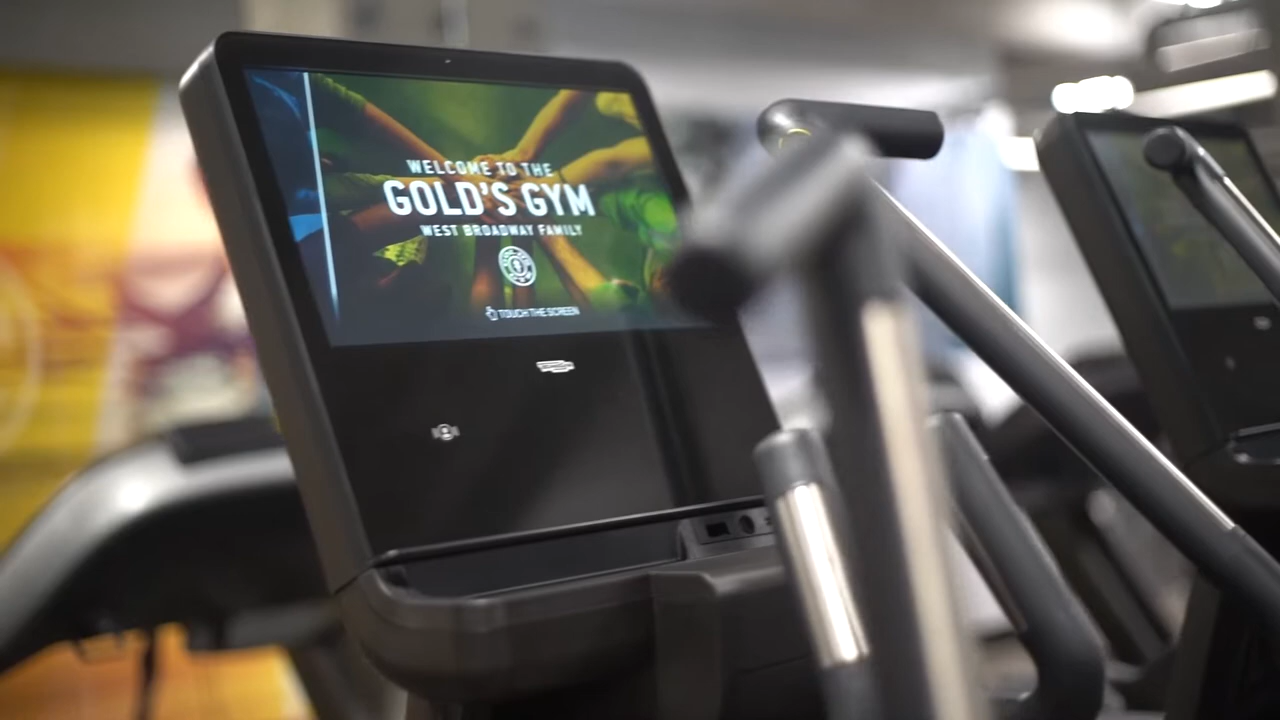 WELCOME TO THE
GOLD'S GYM
WEST BROADWAY FAMILY
TOUCH THE SCREEN